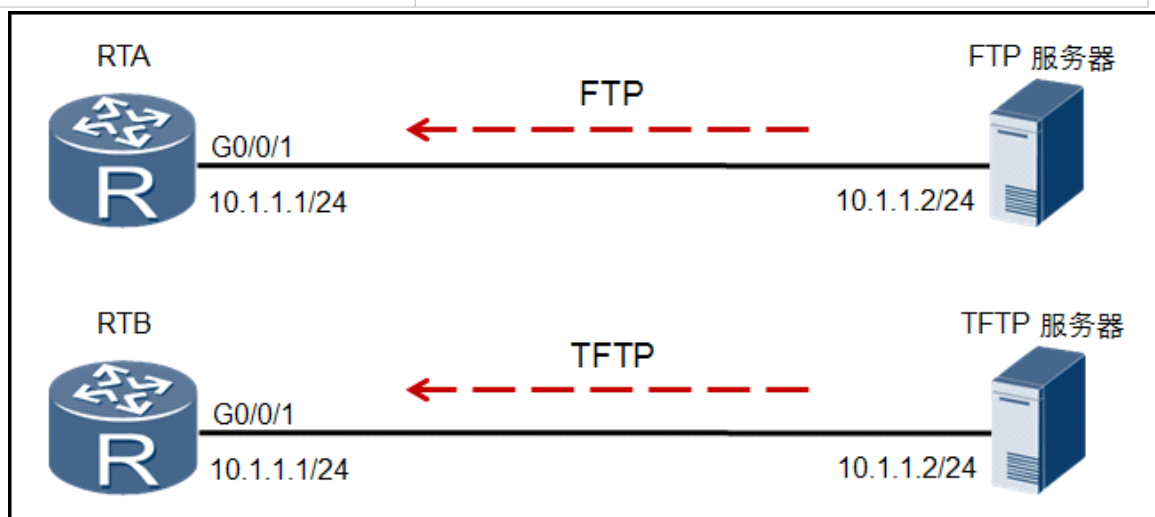 RTA
FTP 服务器
FTP
G0/0/1
R
10.1.1.1/24
10.1.1.2/24
RTB
TFTP 服务器
TFTP
G0/0/1
R
10.1.1.1/24
10.1.1.2/24